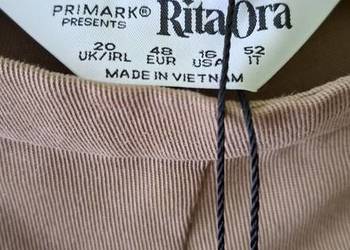 PRIMARK® RitaOra
PRESENTS
20 48 16 52
UK/IRL EUR USA IT
MADE IN VIETNAM